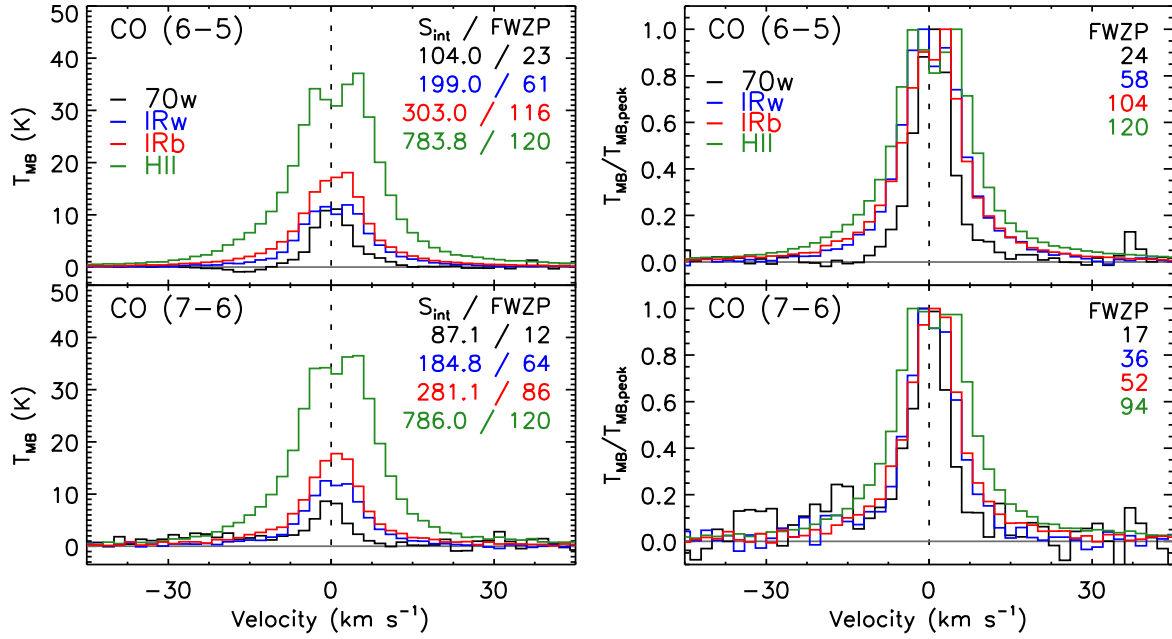 CO (6−5)
S_int / FWZP
104.0 / 23
199.0 / 61
303.0 / 116
783.8 / 120
70w
IRw
IRb
HII
T_MB (K)
50
40
30
20
10
0
CO (6−5)
FWZP
24
58
104
120
70w
IRw
IRb
HII
T_MB/T_MB,peak
1.0
0.8
0.6
0.4
0.2
0.0
CO (7−6)
S_int / FWZP
87.1 / 12
184.8 / 64
281.1 / 86
786.0 / 120
T_MB (K)
50
40
30
20
10
0
−30
0
30
Velocity (km s⁻¹)
CO (7−6)
FWZP
17
36
52
94
T_MB/T_MB,peak
1.0
0.8
0.6
0.4
0.2
0.0
−30
0
30
Velocity (km s⁻¹)